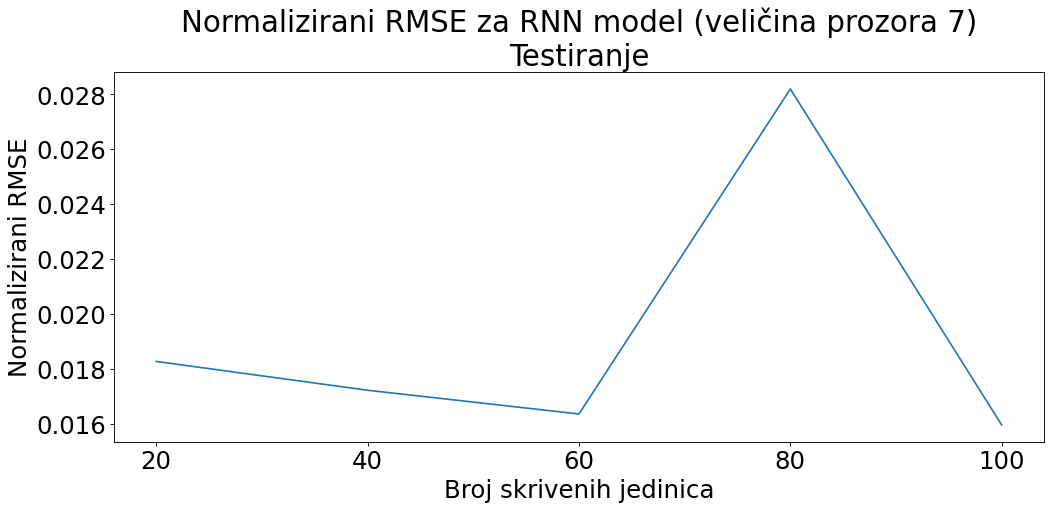 Normalizirani RMSE za RNN model (veličina prozora 7)
Testiranje
Normalizirani RMSE
0.028
0.026
0.024
0.022
0.020
0.018
0.016
20 40 60 80 100
Broj skrivenih jedinica